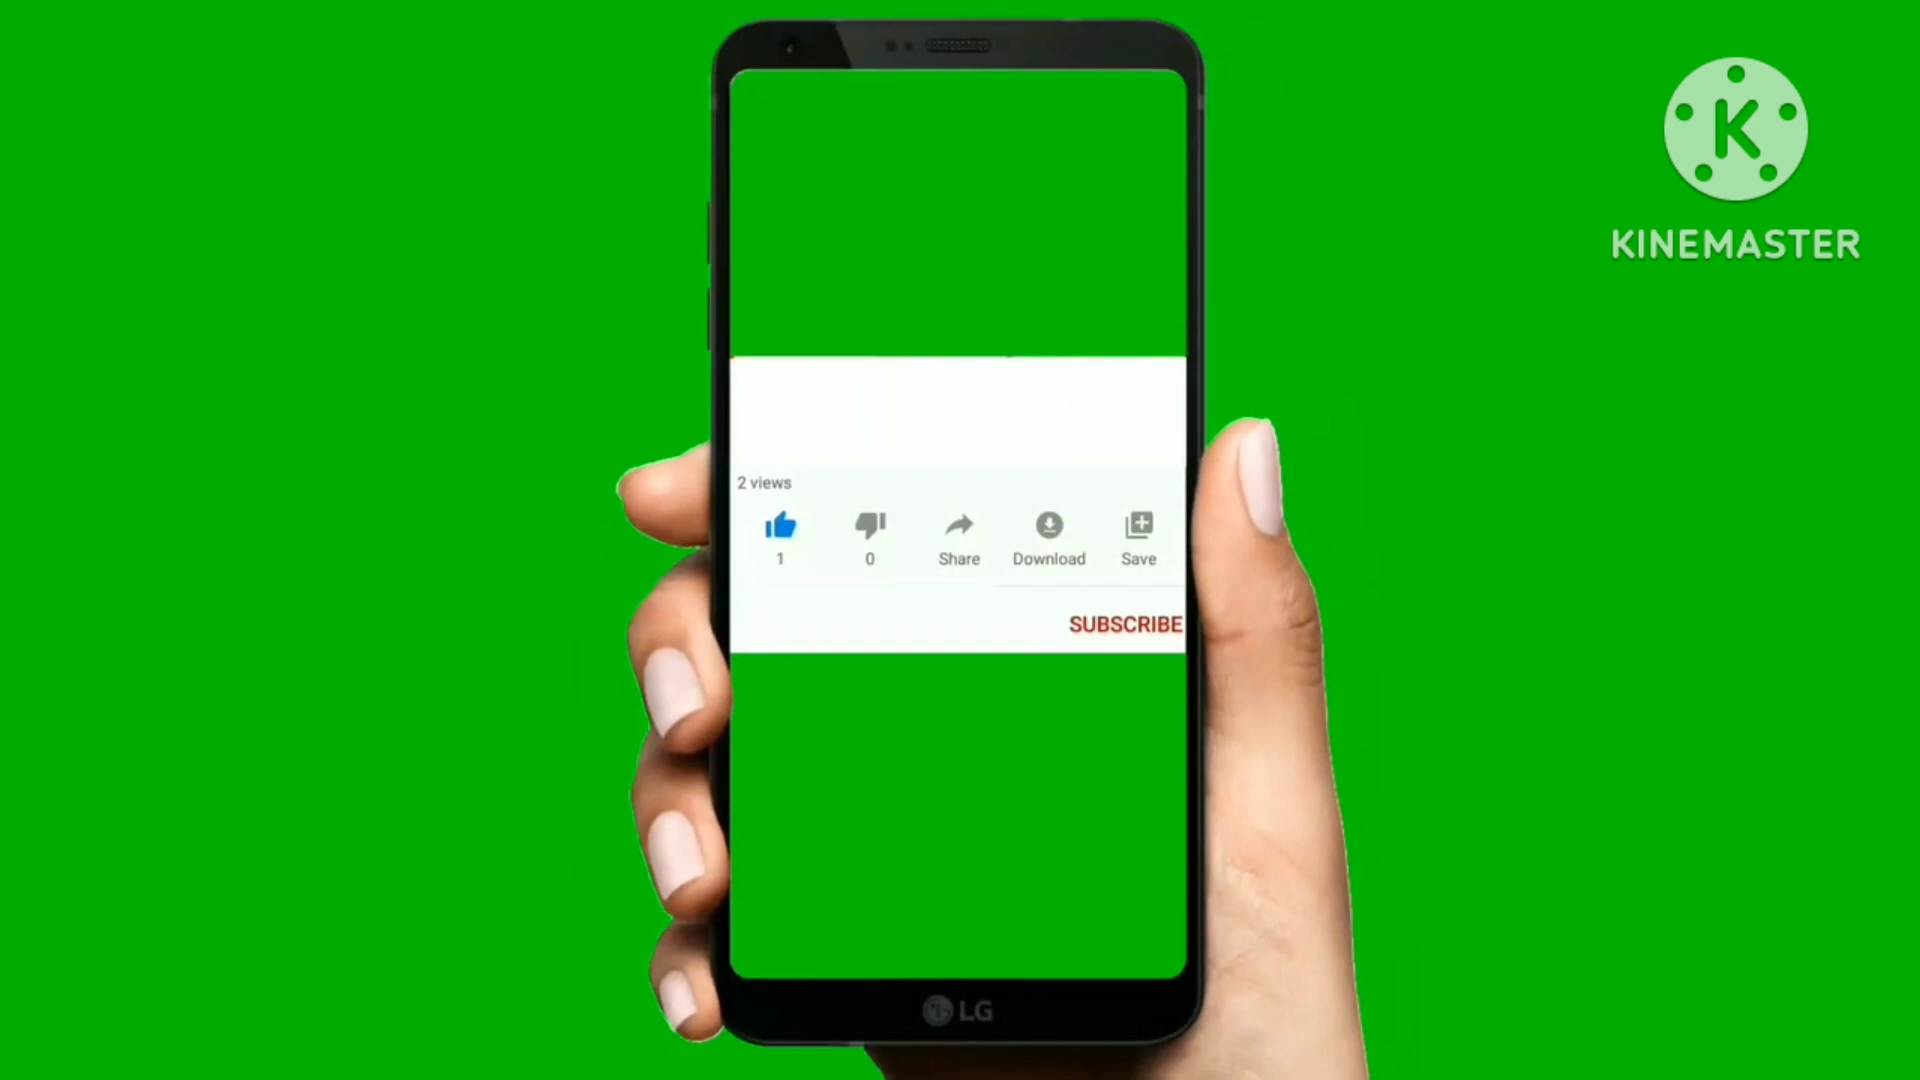 K
KINEMASTER
2 views
1 0 Share Download Save
SUBSCRIBE
LG